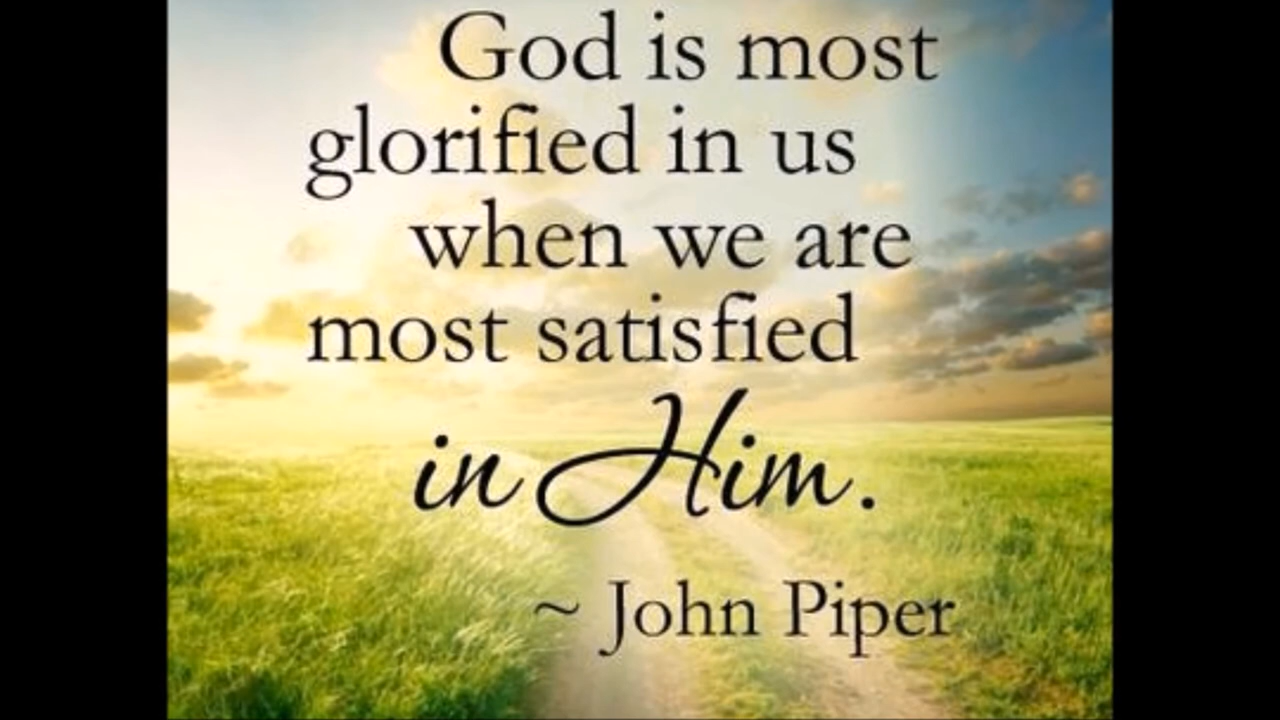 God is most
glorified in us
when we are
most satisfied
in Him.
~ John Piper